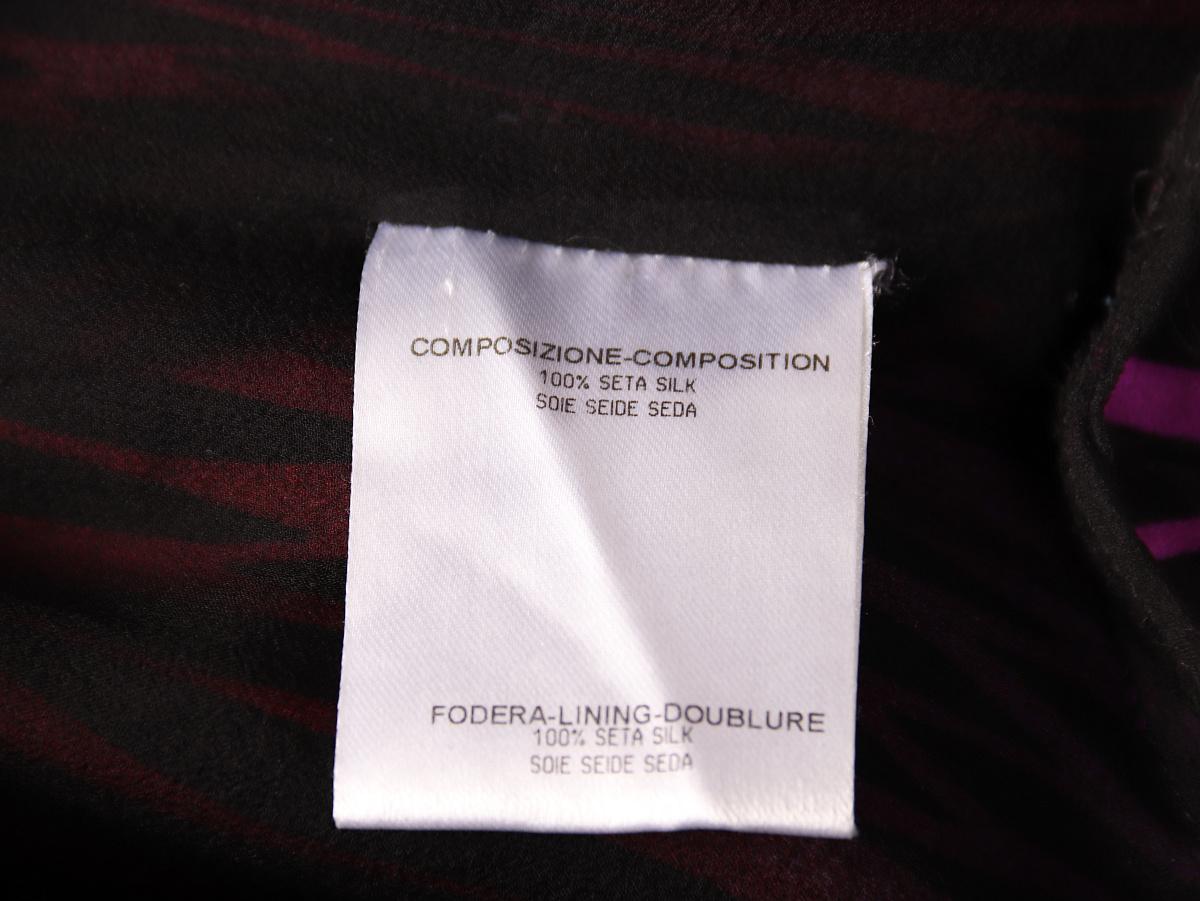 COMPOSIZIONE-COMPOSITION
100% SETA SILK
SOIE SEIDE SEDA
FODERA-LINING-DOUBLURE
100% SETA SILK
SOIE SEIDE SEDA